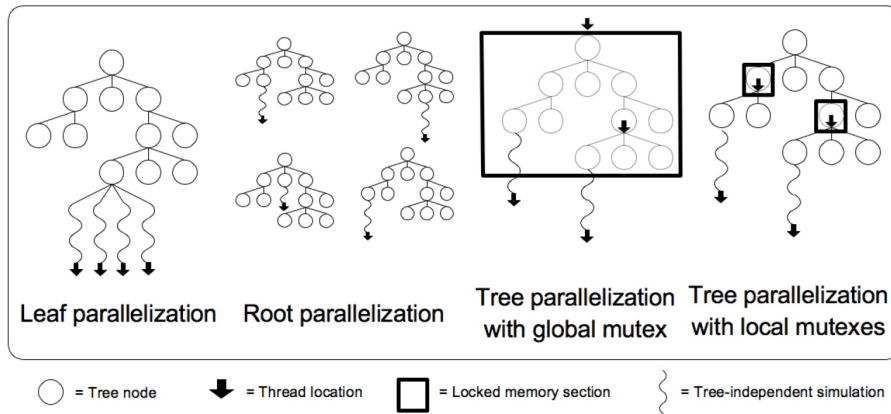 Leaf parallelization
Root parallelization
Tree parallelization
with global mutex
Tree parallelization
with local mutexes
= Tree node
= Thread location
= Locked memory section
= Tree-independent simulation